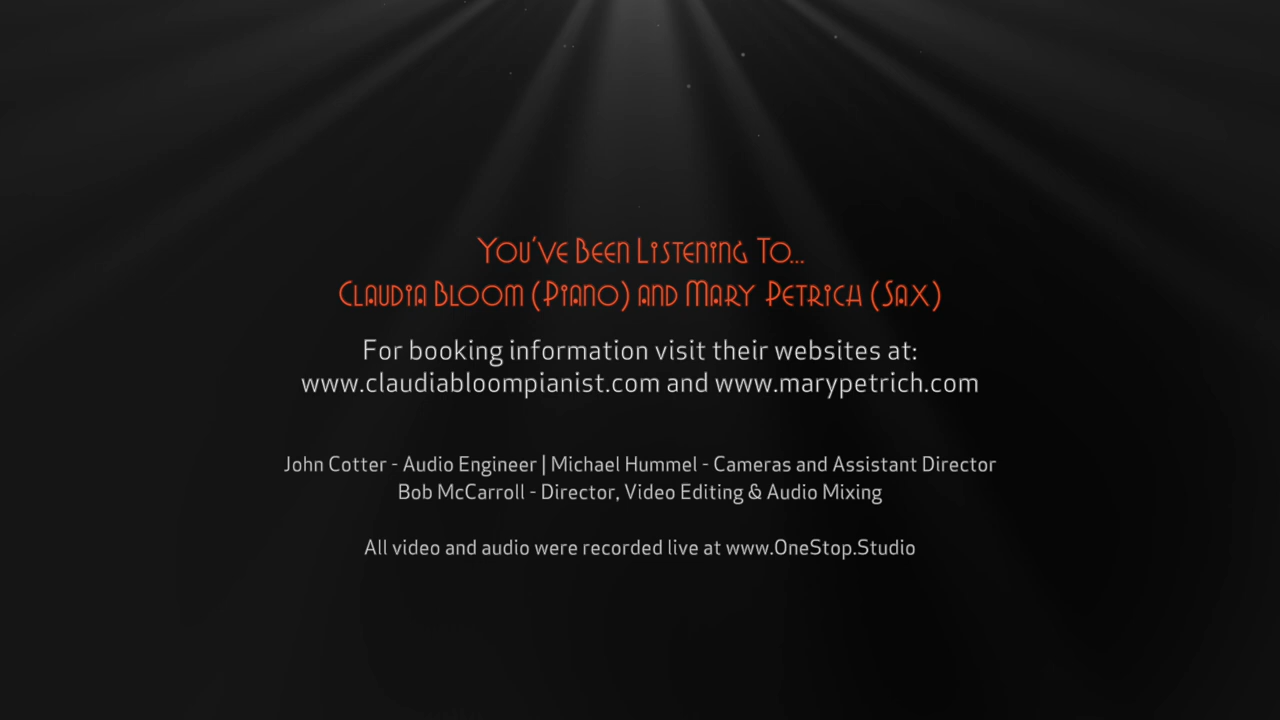 You've Been Listening To...
Claudia Bloom (Piano) and Mary Petrich (Sax)
For booking information visit their websites at:
www.claudiabloompianist.com and www.marypetrich.com
John Cotter - Audio Engineer | Michael Hummel - Cameras and Assistant Director
Bob McCarroll - Director, Video Editing & Audio Mixing
All video and audio were recorded live at www.OneStop.Studio